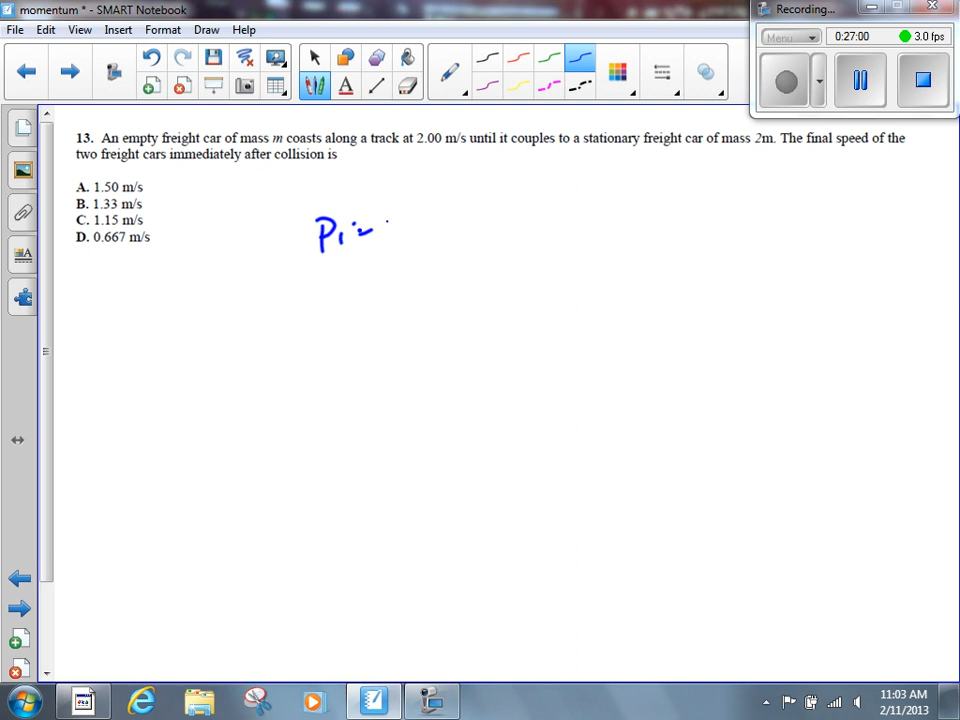 momentum * - SMART Notebook
File Edit View Insert Format Draw Help
Recording...
Menu
0:27:00
3.0 fps
13. An empty freight car of mass m coasts along a track at 2.00 m/s until it couples to a stationary freight car of mass 2m. The final speed of the
two freight cars immediately after collision is
A. 1.50 m/s
B. 1.33 m/s
C. 1.15 m/s
D. 0.667 m/s
Pi =
11:03 AM
2/11/2013